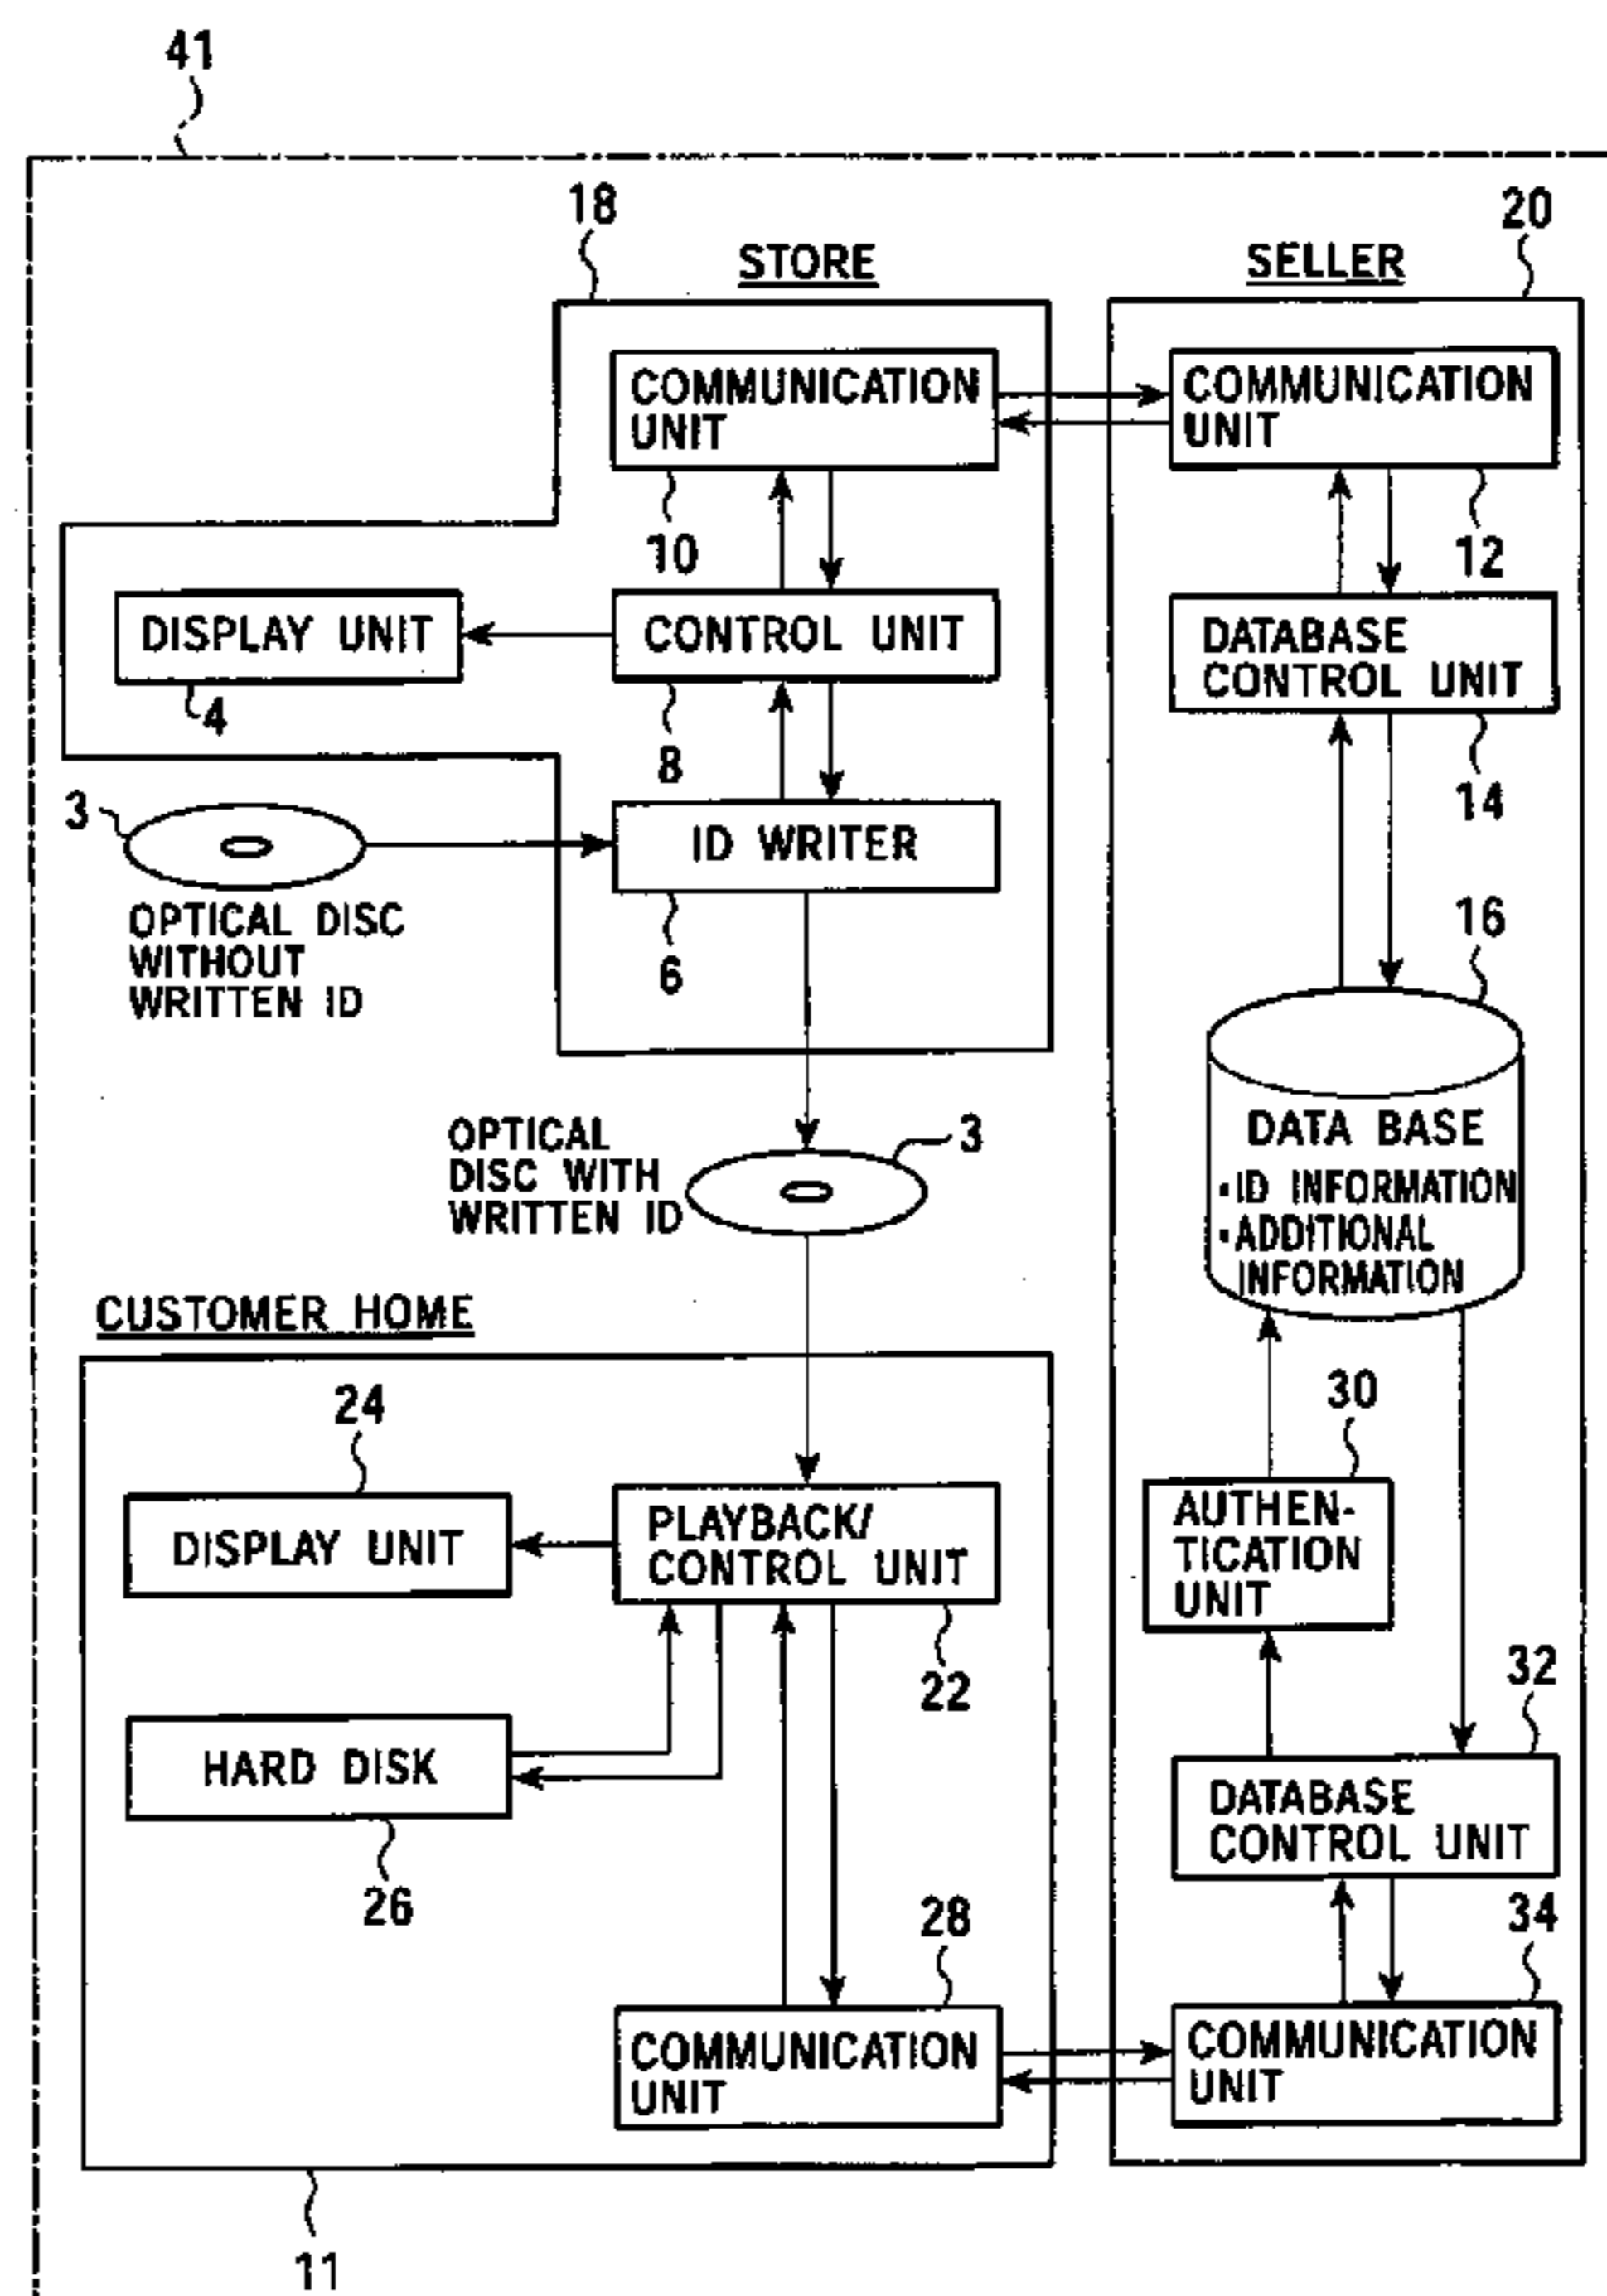 41
18
20
STORE
SELLER
COMMUNICATION
UNIT
COMMUNICATION
UNIT
10
12
DISPLAY UNIT
CONTROL UNIT
DATABASE
CONTROL UNIT
4
8
14
3
ID WRITER
OPTICAL DISC
WITHOUT
WRITTEN ID
6
16
OPTICAL
DISC WITH
WRITTEN ID
3
DATA BASE
•ID INFORMATION
•ADDITIONAL
INFORMATION
CUSTOMER HOME
24
30
DISPLAY UNIT
PLAYBACK/
CONTROL UNIT
AUTHEN-
TICATION
UNIT
22
32
HARD DISK
DATABASE
CONTROL UNIT
26
28
34
COMMUNICATION
UNIT
COMMUNICATION
UNIT
11